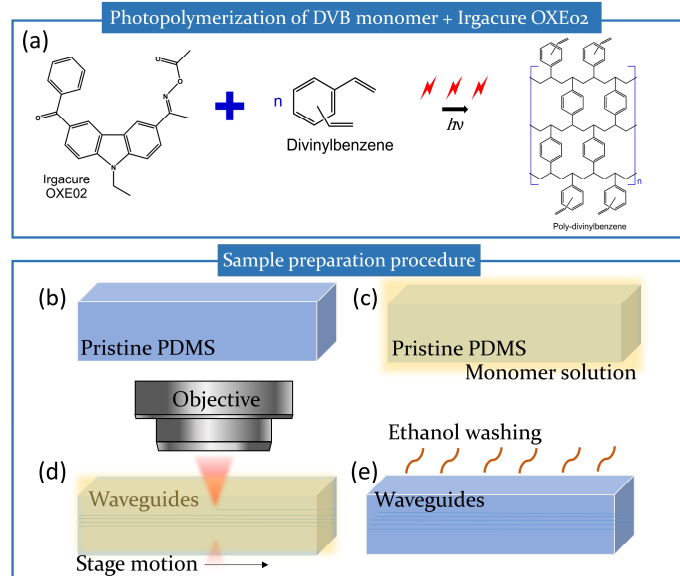 Photopolymerization of DVB monomer + Irgacure OXE02
(a)
O
O
N
O
N
Irgacure
OXE02
n
Divinylbenzene
hν
n
Poly-divinylbenzene
Sample preparation procedure
(b)
Pristine PDMS
(c)
Pristine PDMS
Monomer solution
Objective
(d)
Waveguides
Stage motion
Ethanol washing
(e)
Waveguides